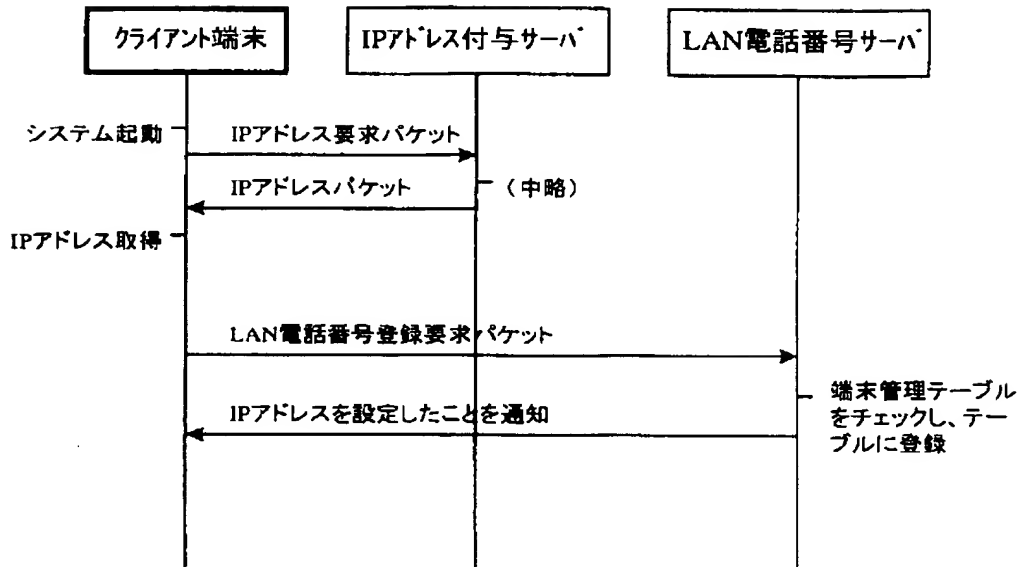 クライアント端末
IPアドレス付与サーバ
LAN電話番号サーバ
システム起動
IPアドレス要求パケット
IPアドレスパケット
（中略）
IPアドレス取得
LAN電話番号登録要求パケット
IPアドレスを設定したことを通知
端末管理テーブル
をチェックし、テー
ブルに登録